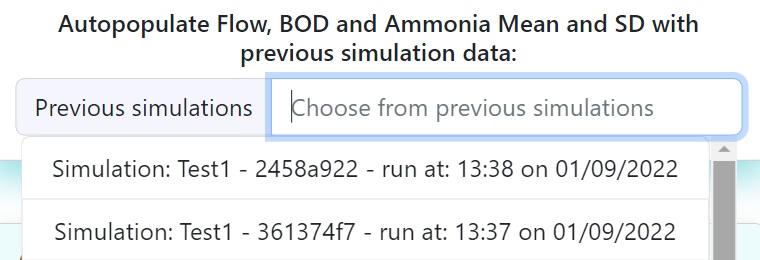 Autopopulate Flow, BOD and Ammonia Mean and SD with
previous simulation data:
Previous simulations Choose from previous simulations
Simulation: Test1 - 2458a922 - run at: 13:38 on 01/09/2022
Simulation: Test1 - 361374f7 - run at: 13:37 on 01/09/2022